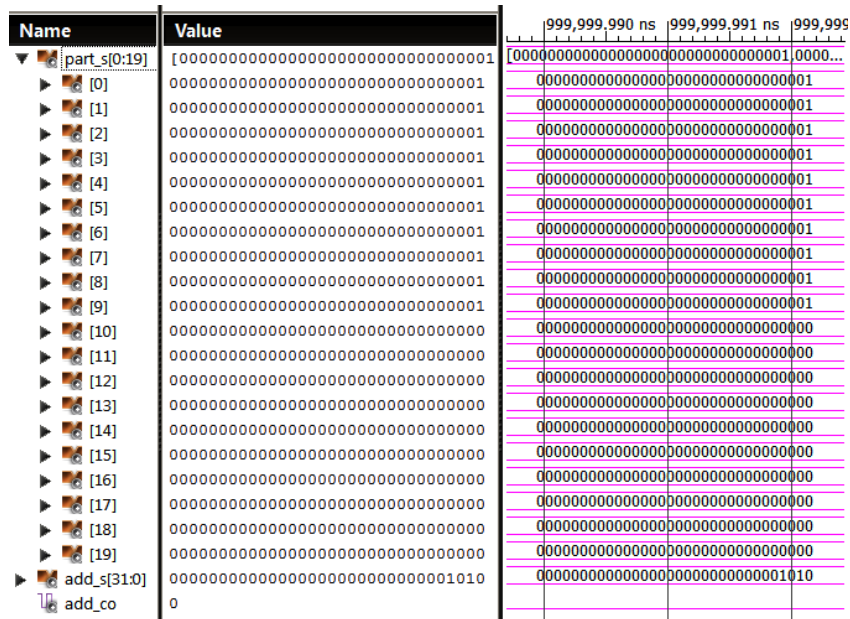 Name Value |999,999.990 ns |999,999.991 ns |999,999
part_s[0:19] [00000000000000000000000000000001 [00000000000000000000000000000001,0000...
[0] 00000000000000000000000000000001 00000000000000000000000000000001
[1] 00000000000000000000000000000001 00000000000000000000000000000001
[2] 00000000000000000000000000000001 00000000000000000000000000000001
[3] 00000000000000000000000000000001 00000000000000000000000000000001
[4] 00000000000000000000000000000001 00000000000000000000000000000001
[5] 00000000000000000000000000000001 00000000000000000000000000000001
[6] 00000000000000000000000000000001 00000000000000000000000000000001
[7] 00000000000000000000000000000001 00000000000000000000000000000001
[8] 00000000000000000000000000000001 00000000000000000000000000000001
[9] 00000000000000000000000000000001 00000000000000000000000000000001
[10] 00000000000000000000000000000000 00000000000000000000000000000000
[11] 00000000000000000000000000000000 00000000000000000000000000000000
[12] 00000000000000000000000000000000 00000000000000000000000000000000
[13] 00000000000000000000000000000000 00000000000000000000000000000000
[14] 00000000000000000000000000000000 00000000000000000000000000000000
[15] 00000000000000000000000000000000 00000000000000000000000000000000
[16] 00000000000000000000000000000000 00000000000000000000000000000000
[17] 00000000000000000000000000000000 00000000000000000000000000000000
[18] 00000000000000000000000000000000 00000000000000000000000000000000
[19] 00000000000000000000000000000000 00000000000000000000000000000000
add_s[31:0] 00000000000000000000000000001010 00000000000000000000000000001010
add_co 0